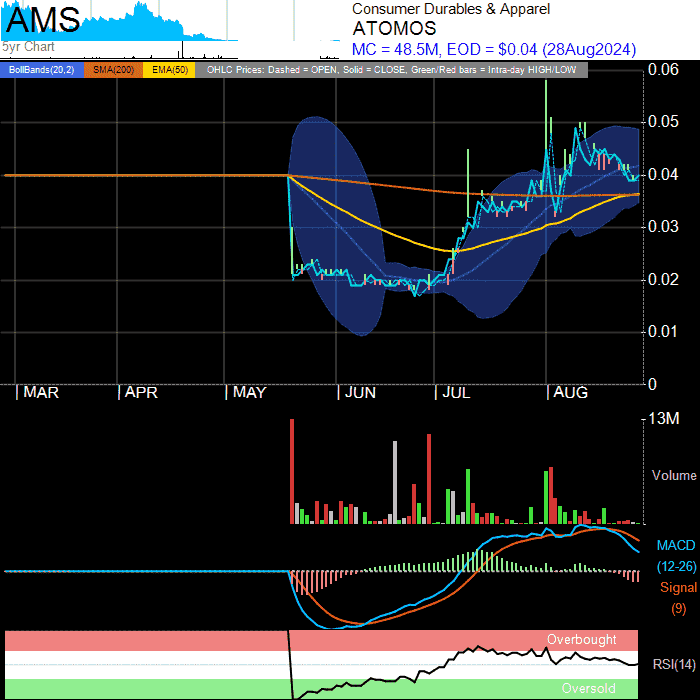 AMS
5yr Chart
Consumer Durables & Apparel
ATOMOS
MC = 48.5M, EOD = $0.04 (28Aug2024)
BollBands(20,2) SMA(200) EMA(50) OHLC Prices: Dashed = OPEN, Solid = CLOSE, Green/Red bars = Intra-day HIGH/LOW
0.06
0.05
0.04
0.03
0.02
0.01
0
| MAR | APR | MAY | JUN | JUL | AUG
13M
Volume
MACD
(12-26)
Signal
(9)
Overbought
RSI(14)
Oversold